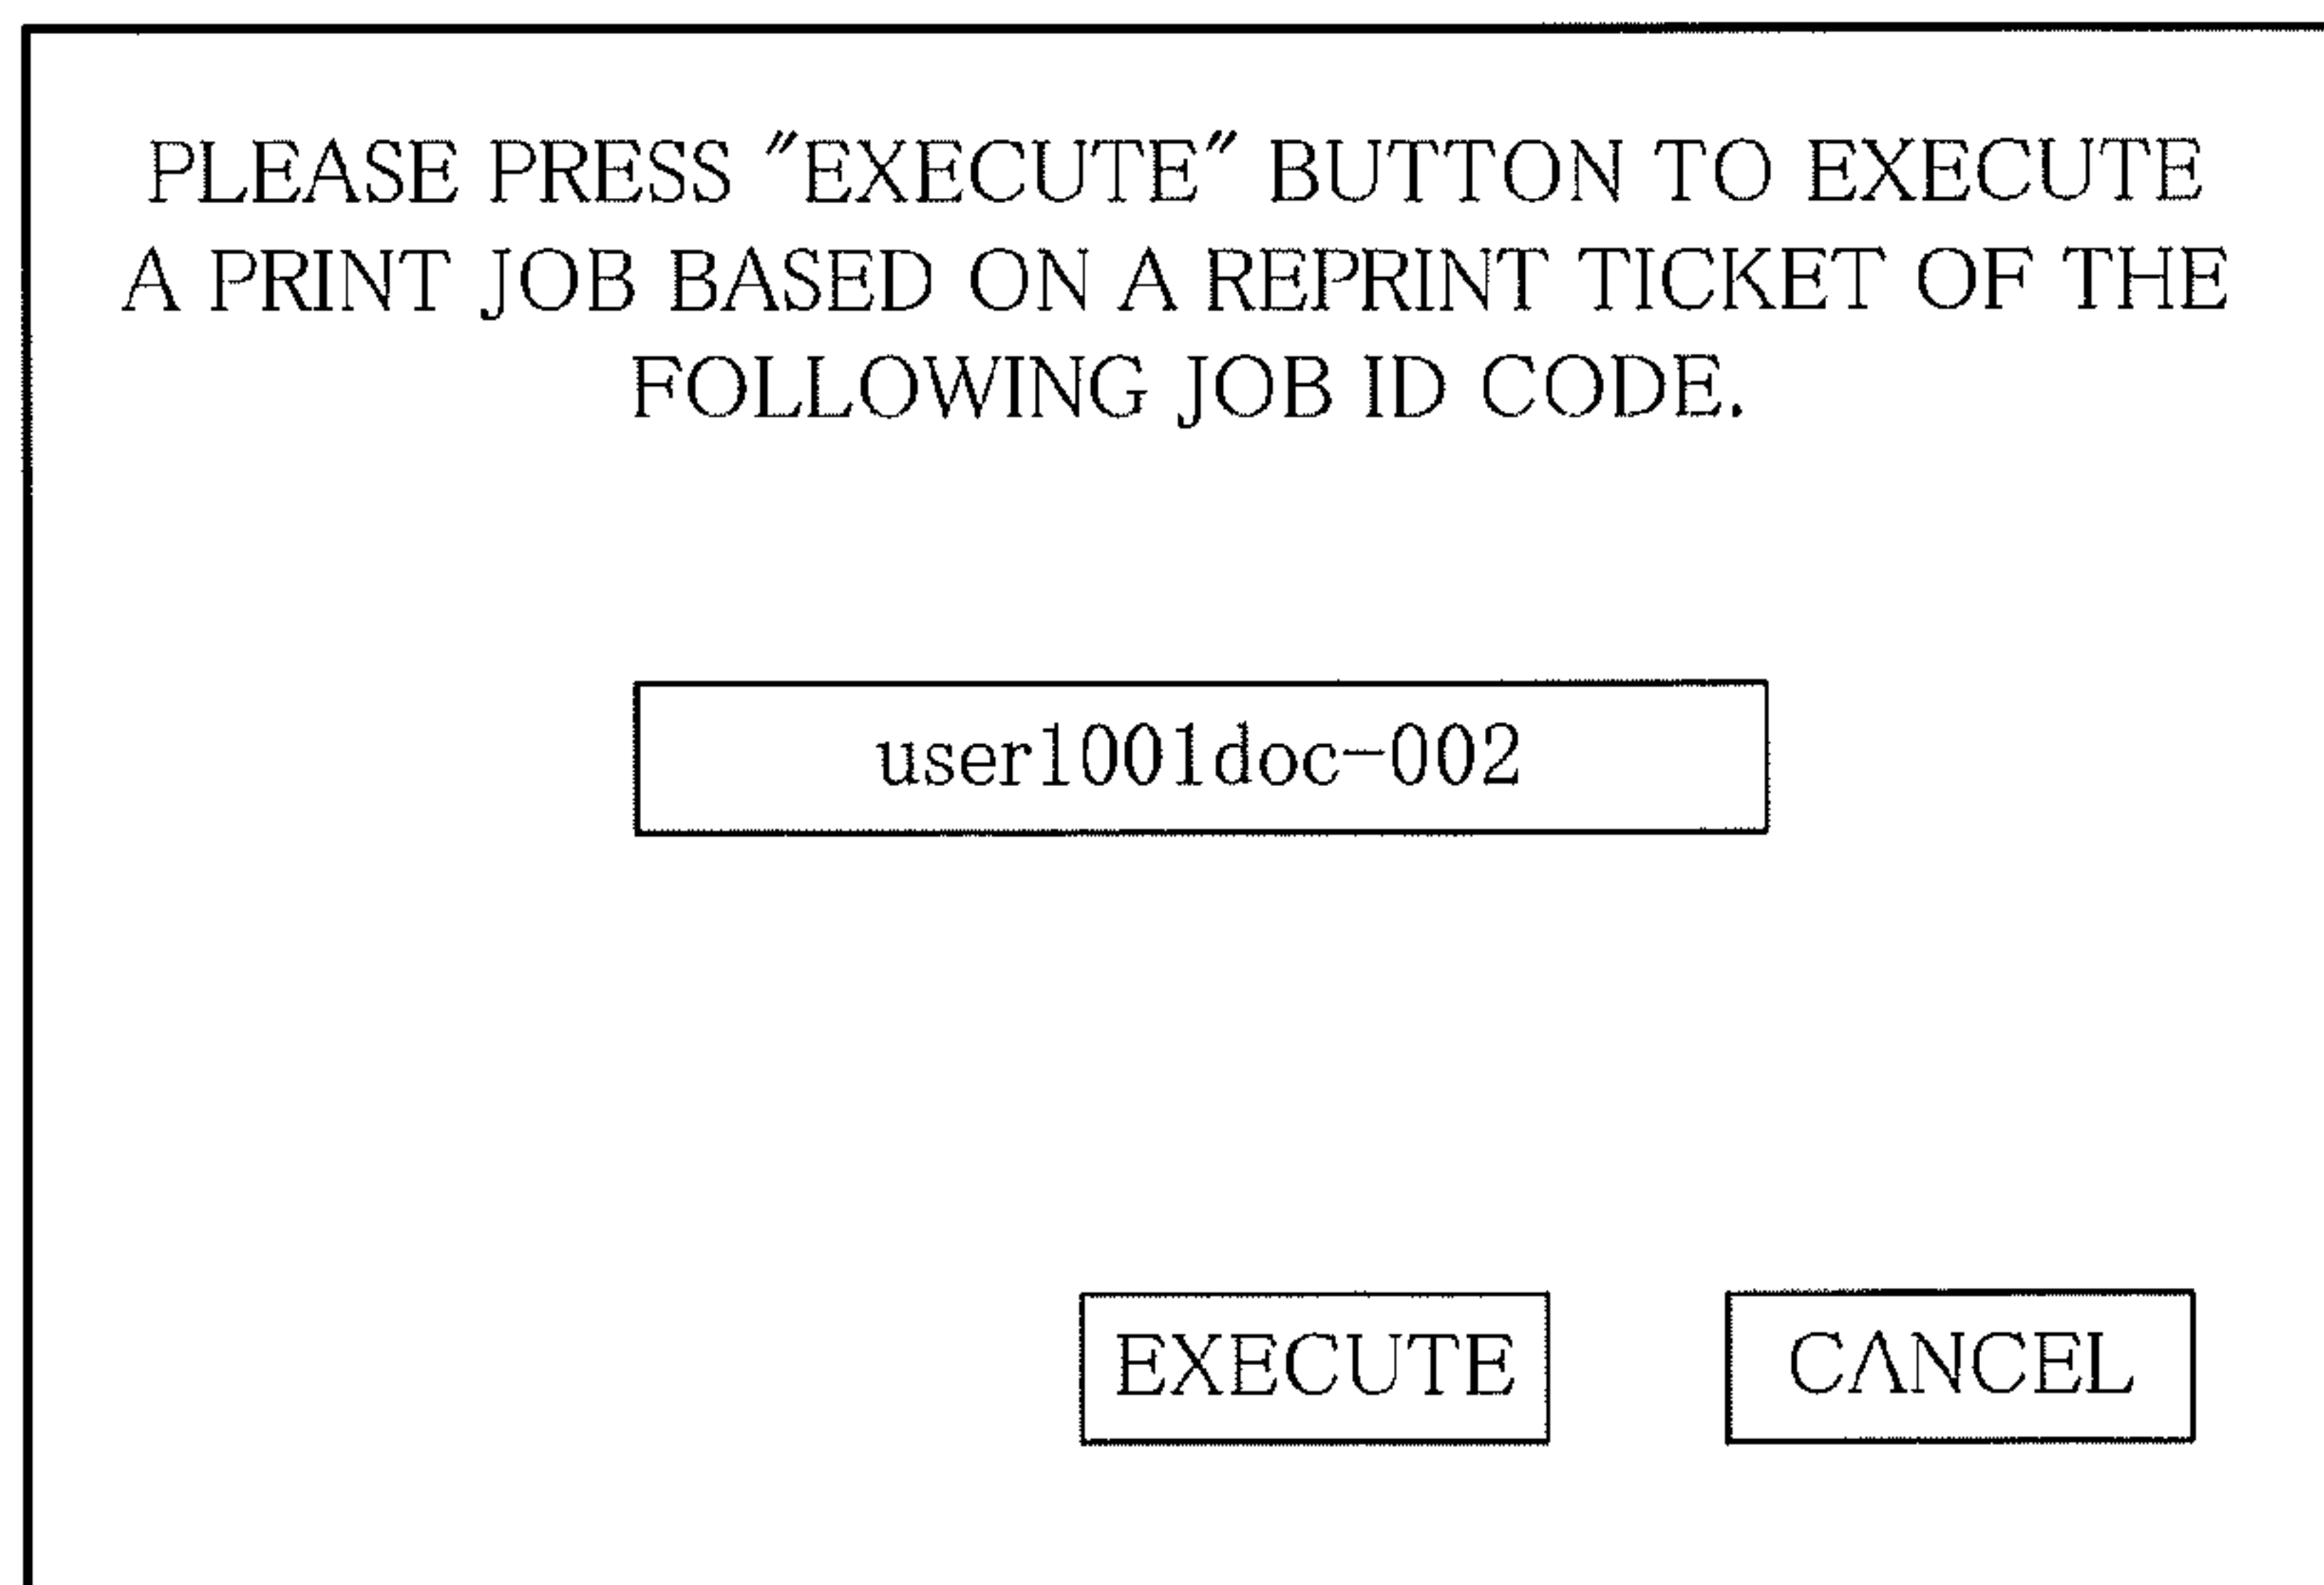 PLEASE PRESS "EXECUTE" BUTTON TO EXECUTE
A PRINT JOB BASED ON A REPRINT TICKET OF THE
FOLLOWING JOB ID CODE.
user1001doc-002
EXECUTE
CANCEL